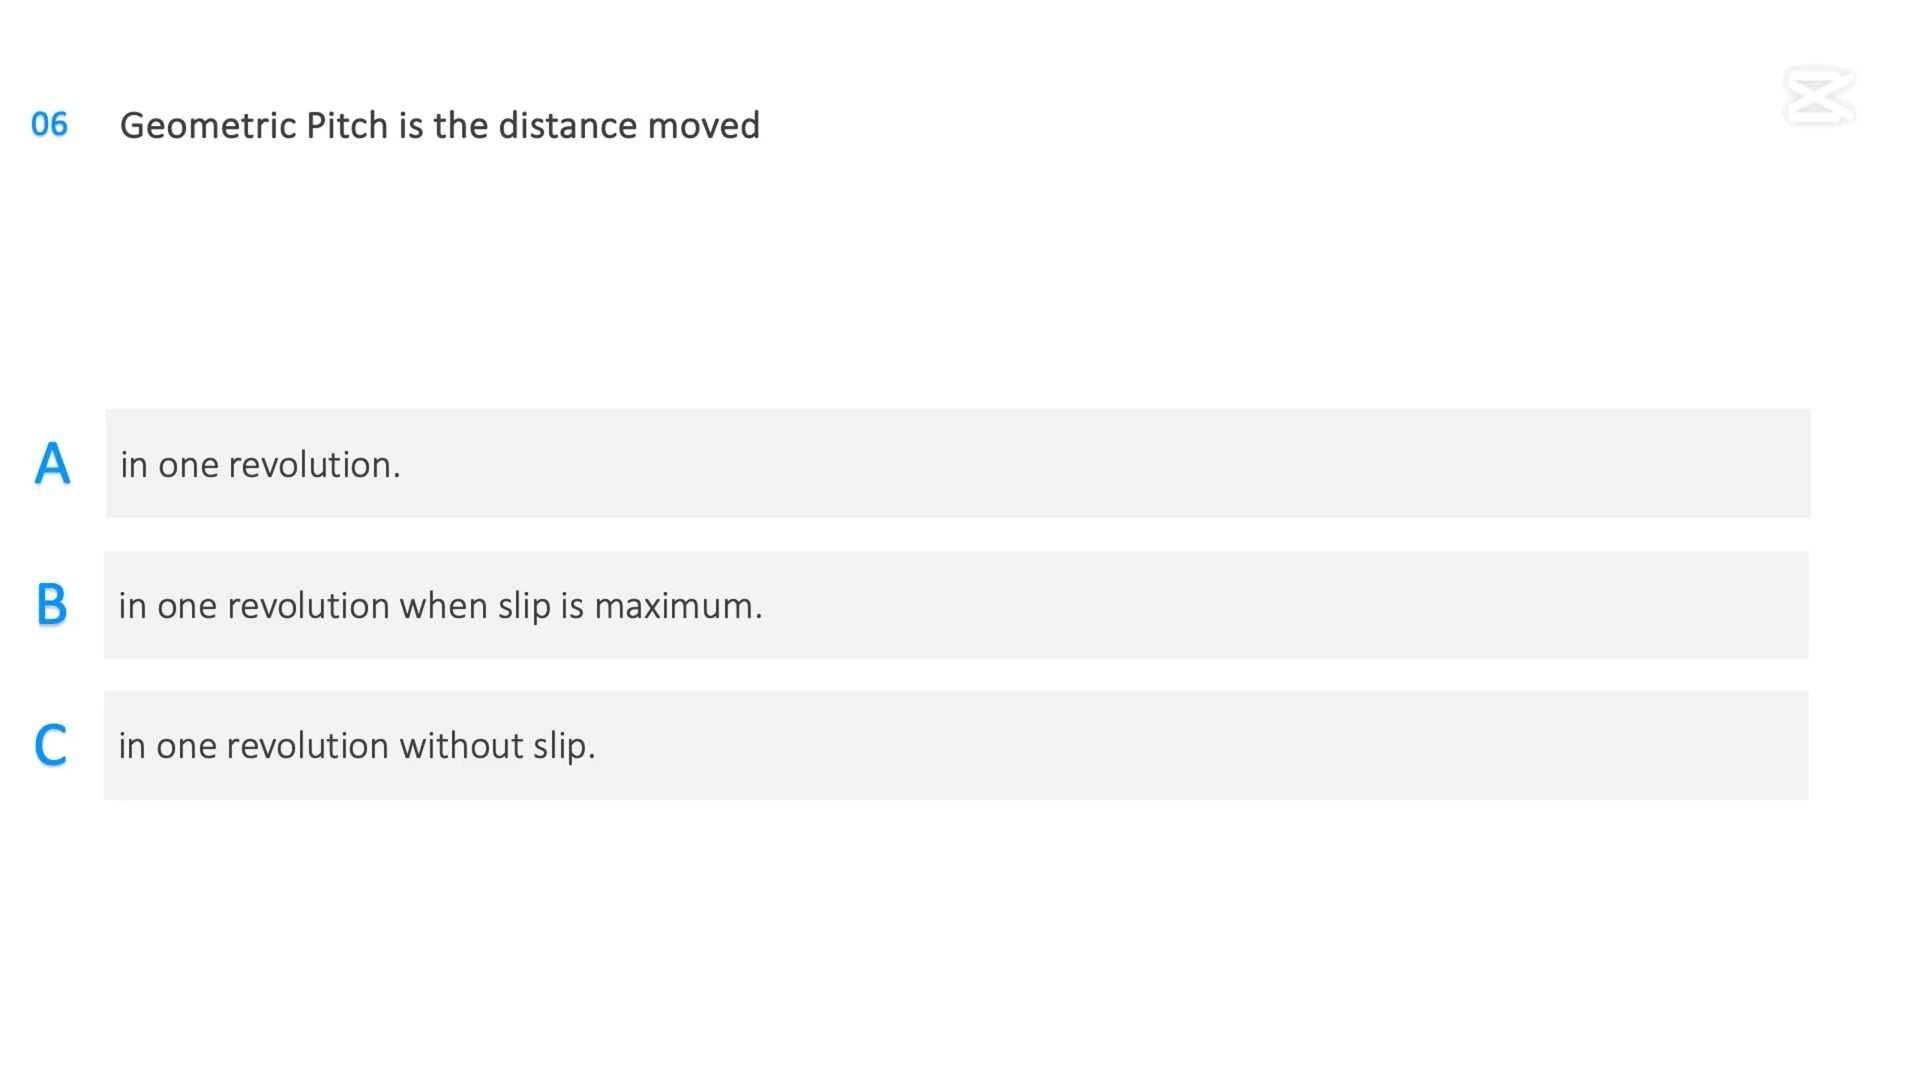 06 Geometric Pitch is the distance moved
A in one revolution.
B in one revolution when slip is maximum.
C in one revolution without slip.